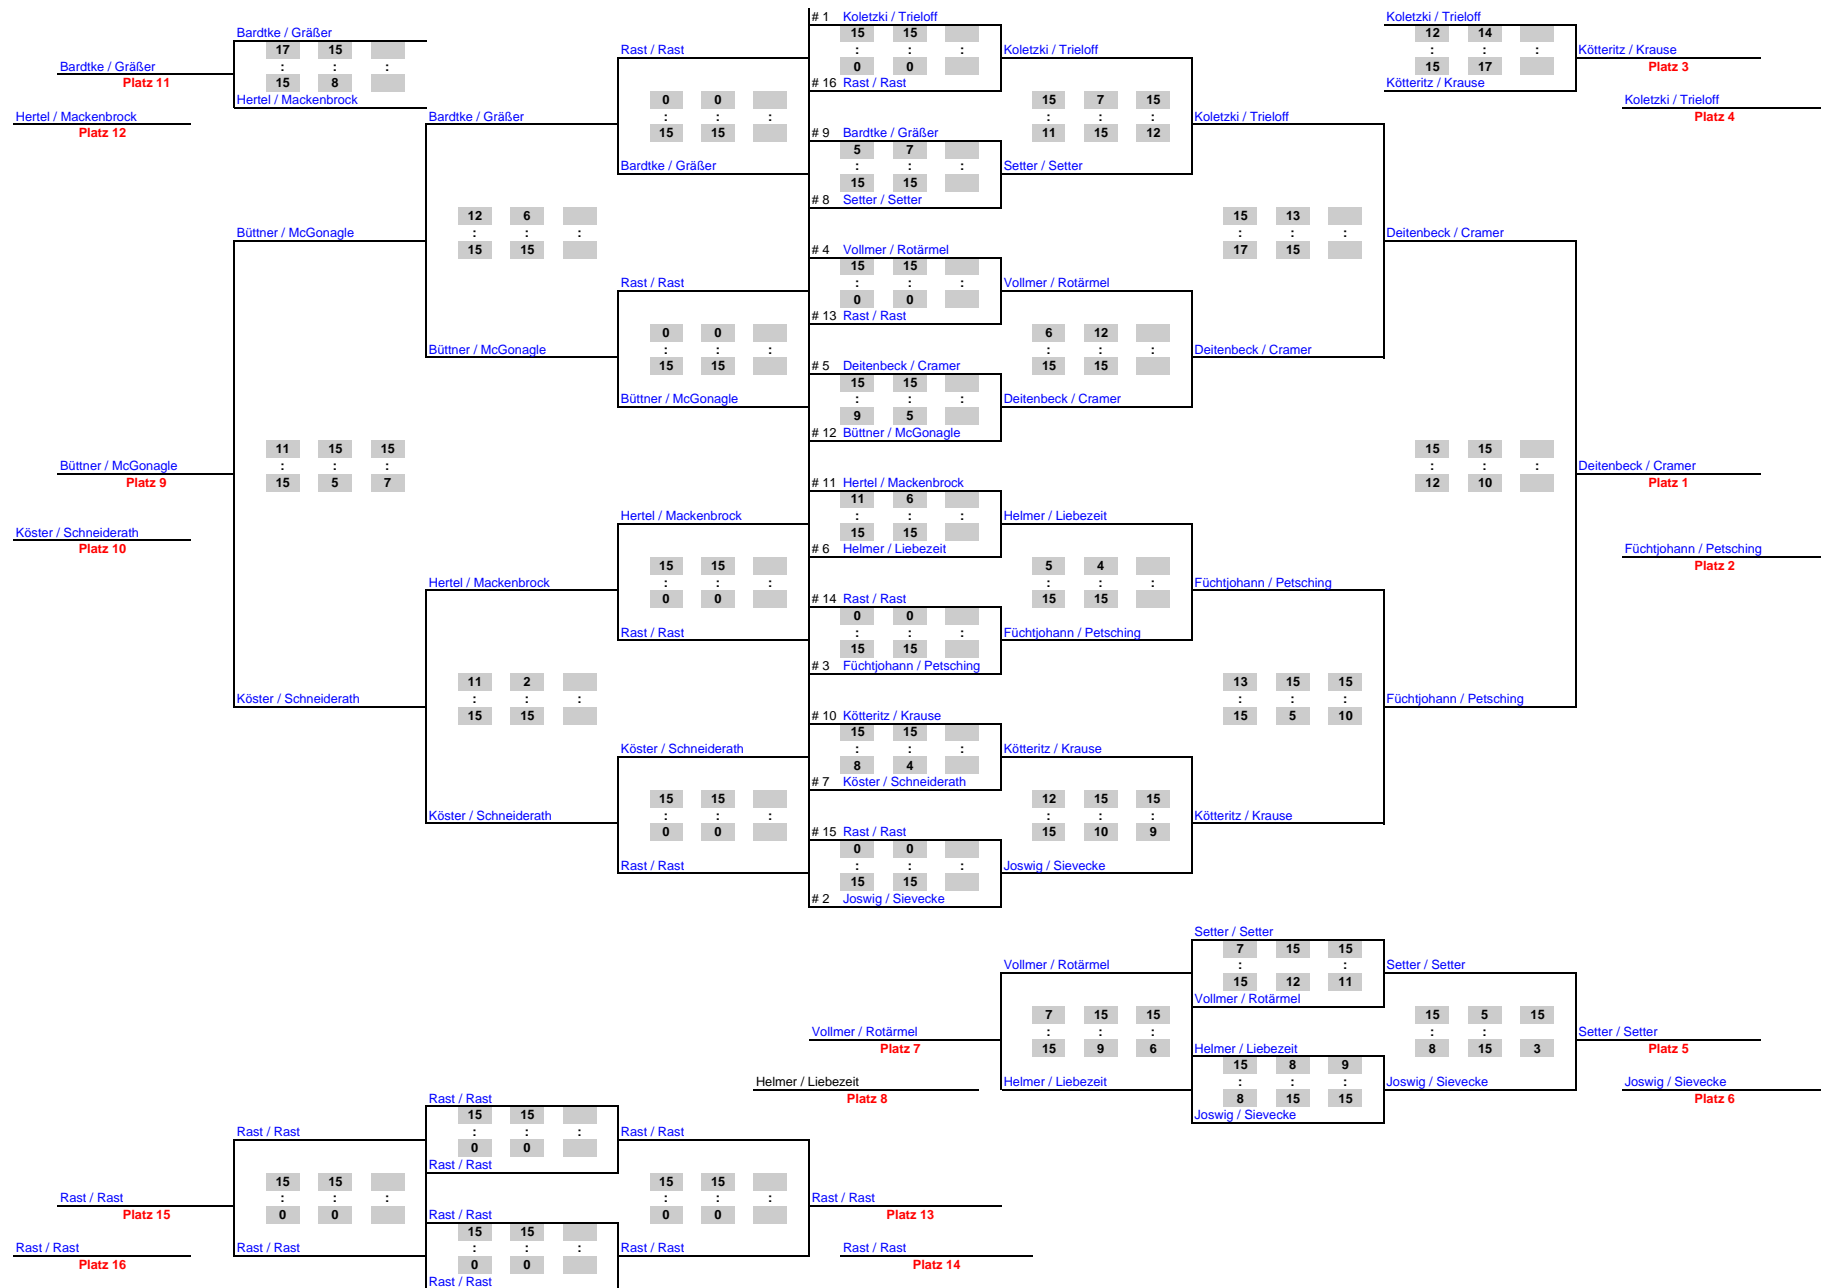 # 1 Koletzki / Trieloff
Koletzki / Trieloff
Bardtke / Gräßer
15 15
12 14
17 15
Rast / Rast
: : :
Koletzki / Trieloff
: : :
Kötteritz / Krause
Bardtke / Gräßer
: : :
0 0
15 17
Platz 3
Platz 11
15 8
# 16 Rast / Rast
Kötteritz / Krause
Hertel / Mackenbrock
0 0
15 7 15
Koletzki / Trieloff
Hertel / Mackenbrock
Bardtke / Gräßer
: : :
: : :
Koletzki / Trieloff
Platz 4
Platz 12
15 15
# 9 Bardtke / Gräßer
11 15 12
5 7
Bardtke / Gräßer
: : :
Setter / Setter
15 15
# 8 Setter / Setter
12 6
15 13
Büttner / McGonagle
: : :
: : :
Deitenbeck / Cramer
15 15
# 4 Vollmer / Rotärmel
17 15
15 15
Rast / Rast
: : :
Vollmer / Rotärmel
0 0
# 13 Rast / Rast
0 0
6 12
Büttner / McGonagle
: : :
: : :
Deitenbeck / Cramer
15 15
# 5 Deitenbeck / Cramer
15 15
15 15
Büttner / McGonagle
: : :
Deitenbeck / Cramer
9 5
# 12 Büttner / McGonagle
11 15 15
15 15
Büttner / McGonagle
: : :
: : :
Deitenbeck / Cramer
Platz 9
15 5 7
# 11 Hertel / Mackenbrock
12 10
Platz 1
11 6
Hertel / Mackenbrock
: : :
Helmer / Liebezeit
Köster / Schneiderath
15 15
Platz 10
# 6 Helmer / Liebezeit
Füchtjohann / Petsching
15 15
5 4
Platz 2
Hertel / Mackenbrock
: : :
: : :
Füchtjohann / Petsching
0 0
# 14 Rast / Rast
15 15
0 0
Rast / Rast
: : :
Füchtjohann / Petsching
15 15
# 3 Füchtjohann / Petsching
11 2
13 15 15
Köster / Schneiderath
: : :
: : :
Füchtjohann / Petsching
15 15
# 10 Kötteritz / Krause
15 5 10
15 15
Köster / Schneiderath
: : :
Kötteritz / Krause
8 4
# 7 Köster / Schneiderath
15 15
12 15 15
Köster / Schneiderath
: : :
: : :
Kötteritz / Krause
0 0
# 15 Rast / Rast
15 10 9
0 0
Rast / Rast
: : :
Joswig / Sievecke
15 15
# 2 Joswig / Sievecke
Setter / Setter
7 15 15
Vollmer / Rotärmel
: :
Setter / Setter
15 12 11
Vollmer / Rotärmel
7 15 15
15 5 15
Vollmer / Rotärmel
: : :
: :
Setter / Setter
Platz 7
15 9 6
Helmer / Liebezeit
8 15 3
Platz 5
15 8 9
Helmer / Liebezeit
Helmer / Liebezeit
: : :
Joswig / Sievecke
Joswig / Sievecke
Platz 8
8 15 15
Platz 6
Joswig / Sievecke
Rast / Rast
15 15
Rast / Rast
: : :
Rast / Rast
0 0
Rast / Rast
15 15
15 15
Rast / Rast
: : :
: : :
Rast / Rast
Platz 15
0 0
Rast / Rast
0 0
Platz 13
15 15
Rast / Rast
Rast / Rast
: : :
Rast / Rast
Rast / Rast
Platz 16
0 0
Platz 14
Rast / Rast